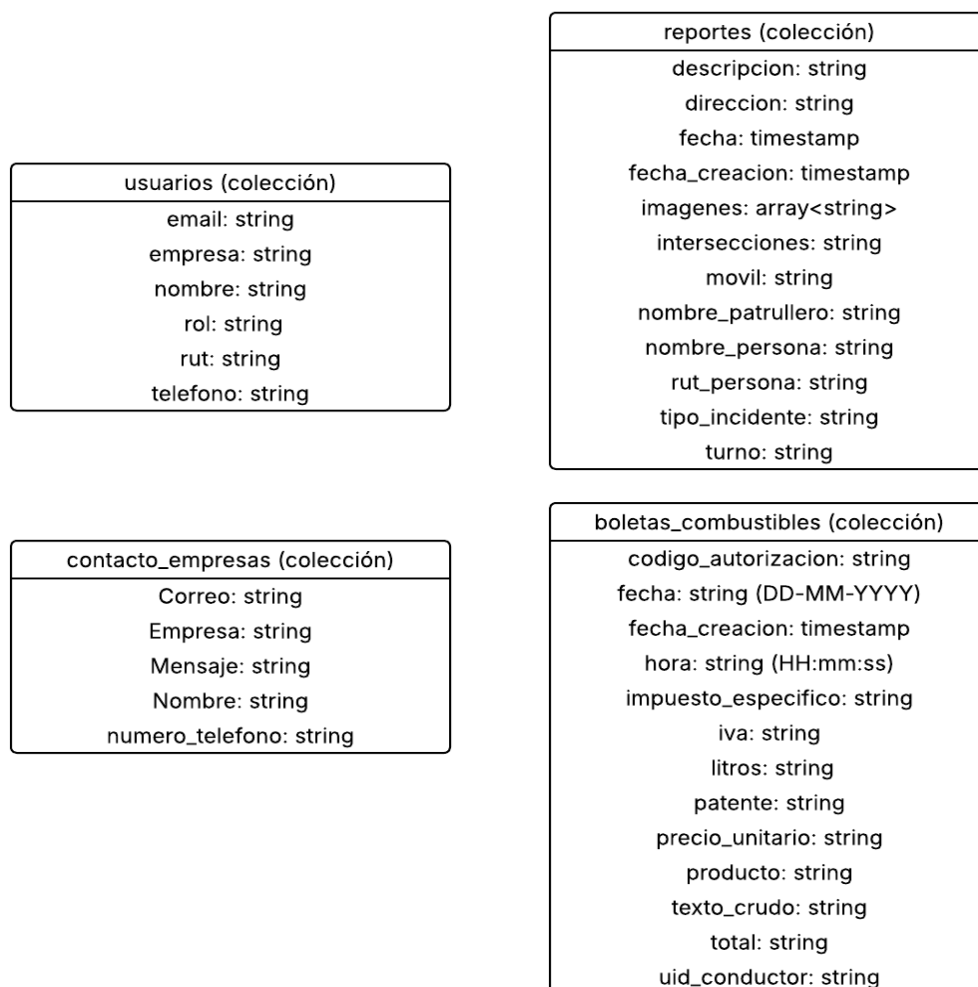 usuarios (colección)
email: string
empresa: string
nombre: string
rol: string
rut: string
telefono: string
contacto_empresas (colección)
Correo: string
Empresa: string
Mensaje: string
Nombre: string
numero_telefono: string
reportes (colección)
descripcion: string
direccion: string
fecha: timestamp
fecha_creacion: timestamp
imagenes: array<string>
intersecciones: string
movil: string
nombre_patrullero: string
nombre_persona: string
rut_persona: string
tipo_incidente: string
turno: string
boletas_combustibles (colección)
codigo_autorizacion: string
fecha: string (DD-MM-YYYY)
fecha_creacion: timestamp
hora: string (HH:mm:ss)
impuesto_especifico: string
iva: string
litros: string
patente: string
precio_unitario: string
producto: string
texto_crudo: string
total: string
uid_conductor: string